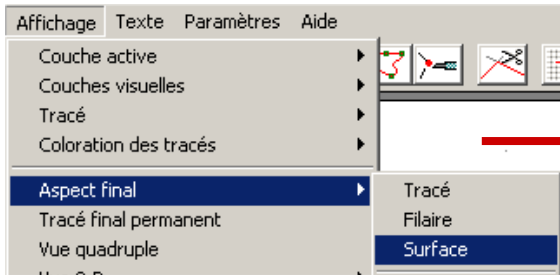 Affichage Texte Paramètres Aide
Couche active
Couches visuelles
Tracé
Coloration des tracés
Aspect final
Tracé final permanent
Vue quadruple
Tracé
Filaire
Surface